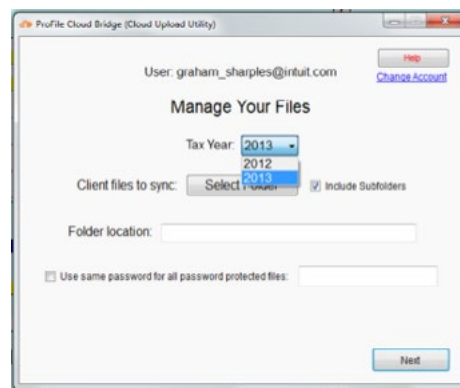 ProFile Cloud Bridge (Cloud Upload Utility)
Help
User: graham_sharples@intuit.com
Change Account
Manage Your Files
Tax Year: 2013
2012
2013
Client files to sync: Select Folder Include Subfolders
Folder location:
Use same password for all password protected files:
Next